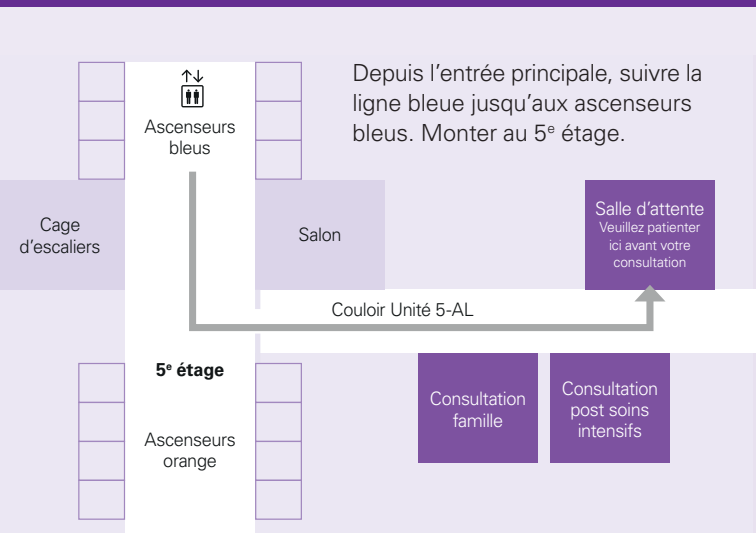 Depuis l'entrée principale, suivre la
ligne bleue jusqu'aux ascenseurs
bleus. Monter au 5e étage.
Ascenseurs
bleus
Cage
d'escaliers
Salon
Salle d'attente
Veuillez patienter
ici avant votre
consultation
Couloir Unité 5-AL
5e étage
Consultation
famille
Consultation
post soins
intensifs
Ascenseurs
orange